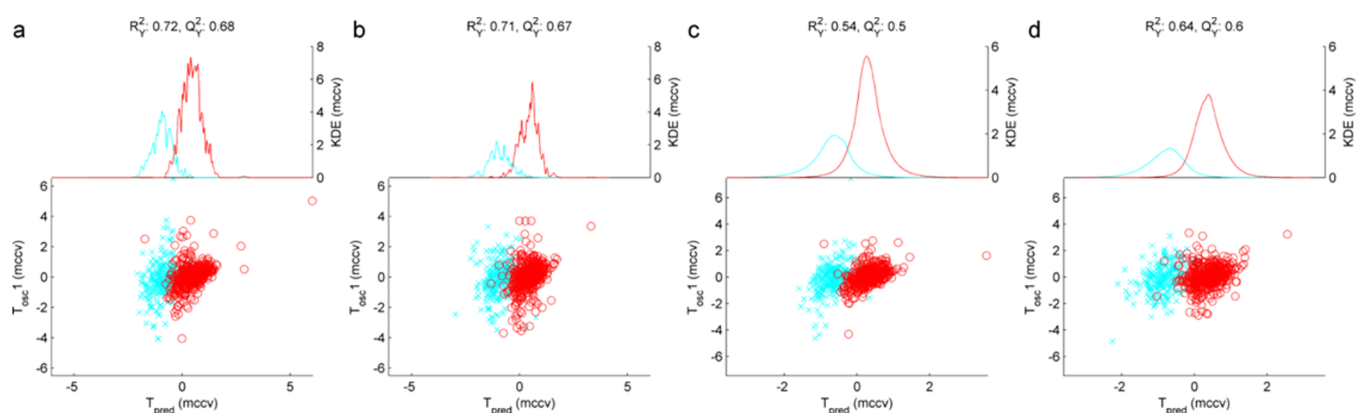 a
R²Y: 0.72, Q²Y: 0.68
8
6
4
2
0
KDE (mccv)
6
4
2
0
-2
-4
-6
Tosc1 (mccv)
-5
0
5
Tpred (mccv)
b
R²Y: 0.71, Q²Y: 0.67
8
6
4
2
0
KDE (mccv)
6
4
2
0
-2
-4
-6
Tosc1 (mccv)
-5
0
5
Tpred (mccv)
c
R²Y: 0.54, Q²Y: 0.5
6
4
2
0
KDE (mccv)
6
4
2
0
-2
-4
-6
Tosc1 (mccv)
-2
0
2
Tpred (mccv)
d
R²Y: 0.64, Q²Y: 0.6
6
4
2
0
KDE (mccv)
6
4
2
0
-2
-4
-6
Tosc1 (mccv)
-2
0
2
Tpred (mccv)